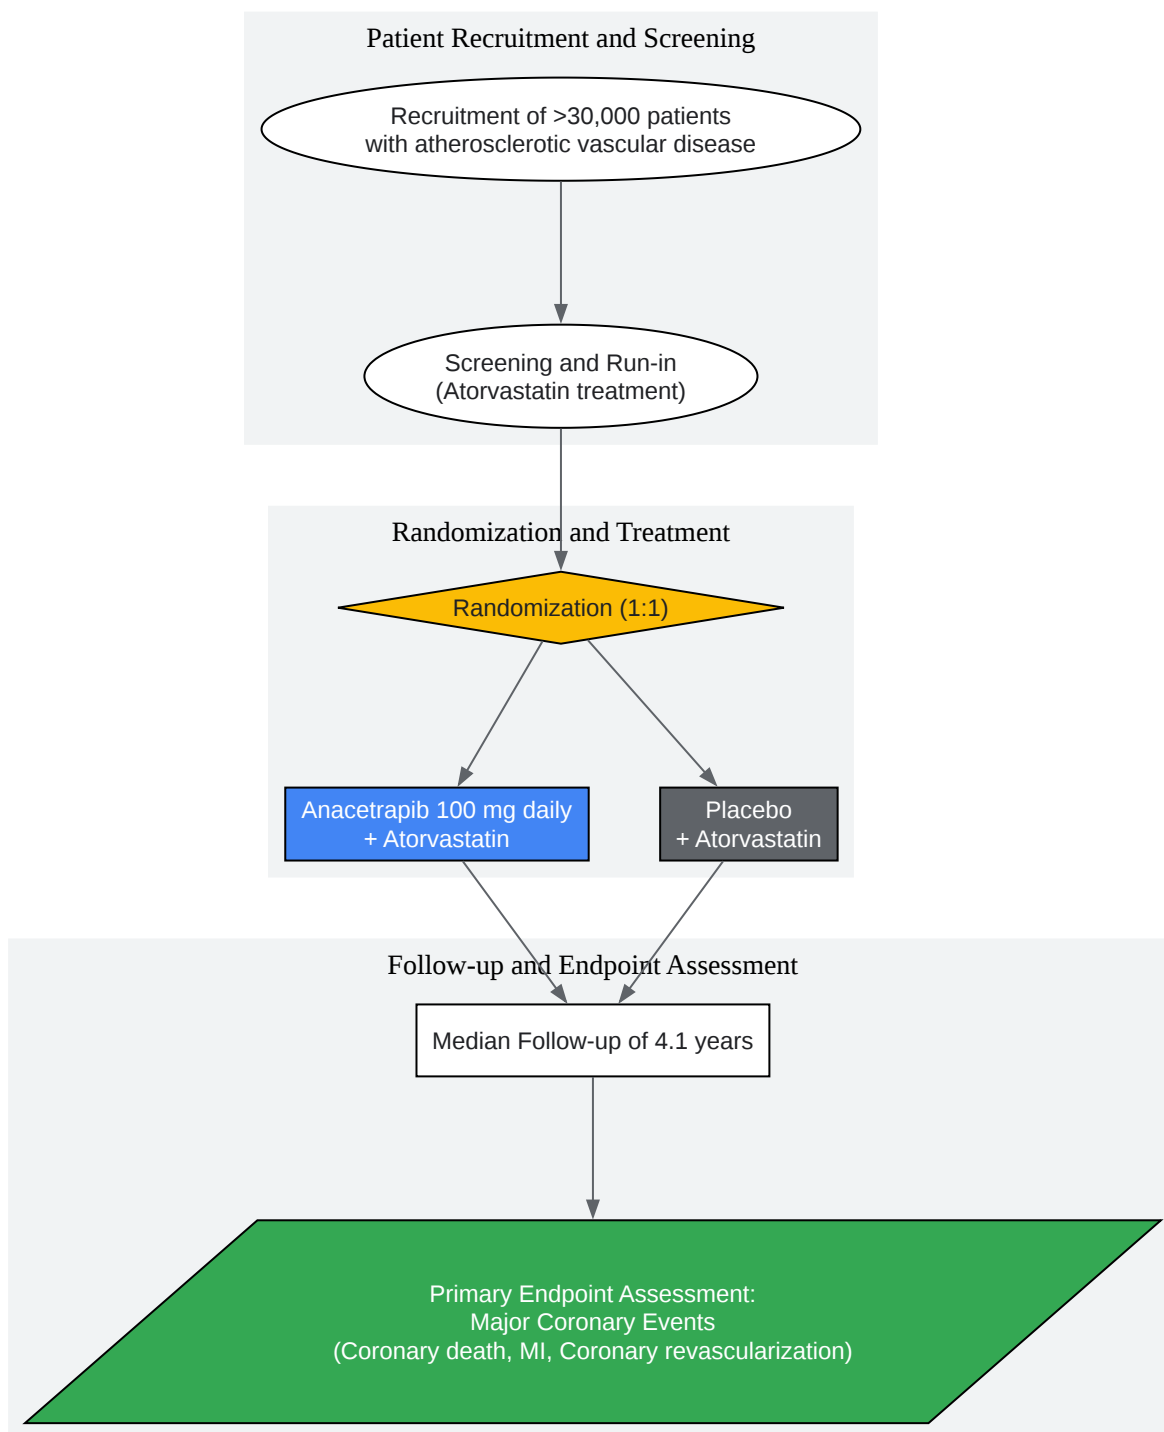 Patient Recruitment and Screening
Recruitment of >30,000 patients
with atherosclerotic vascular disease
Screening and Run-in
(Atorvastatin treatment)
Randomization and Treatment
Randomization (1:1)
Anacetrapib 100 mg daily
+ Atorvastatin
Placebo
+ Atorvastatin
Follow-up and Endpoint Assessment
Median Follow-up of 4.1 years
Primary Endpoint Assessment:
Major Coronary Events
(Coronary death, MI, Coronary revascularization)